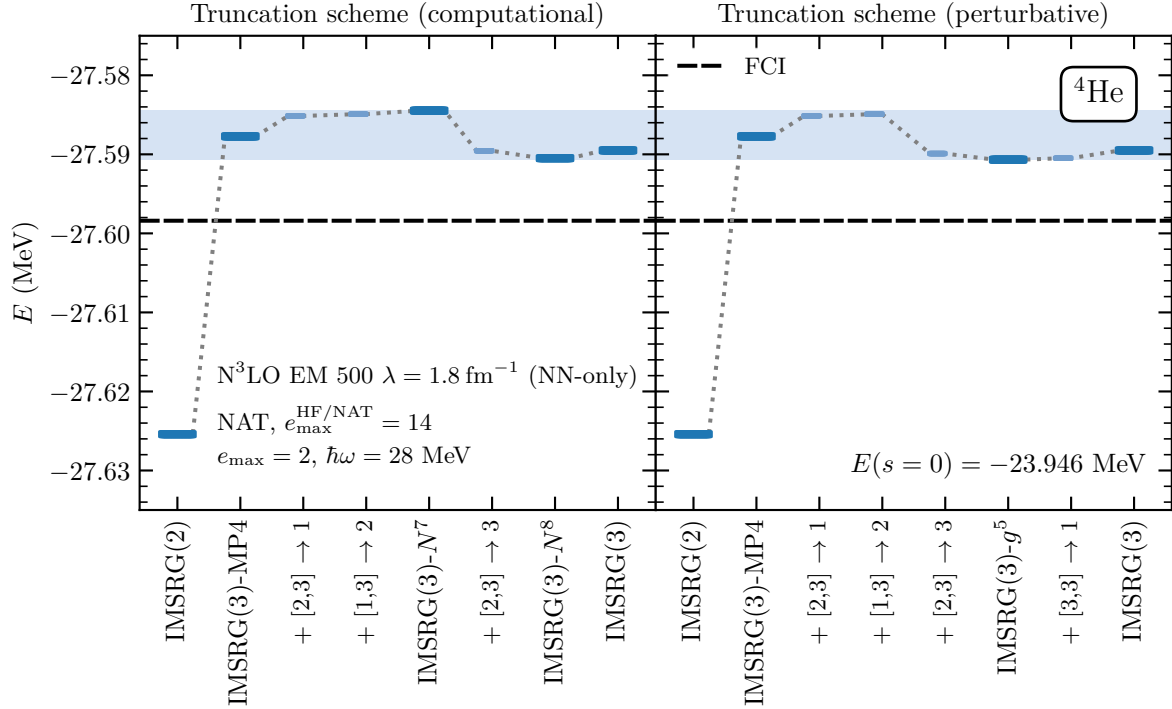 Truncation scheme (computational)
Truncation scheme (perturbative)
E (MeV)
−27.58
−27.59
−27.60
−27.61
−27.62
−27.63
N³LO EM 500 λ = 1.8 fm⁻¹ (NN-only)
NAT, e_max^HF/NAT = 14
e_max = 2, ħω = 28 MeV
FCI
⁴He
E(s = 0) = −23.946 MeV
IMSRG(2)
IMSRG(3)-MP4
+ [2,3] → 1
+ [1,3] → 2
IMSRG(3)-N⁷
+ [2,3] → 3
IMSRG(3)-N⁸
IMSRG(3)
IMSRG(2)
IMSRG(3)-MP4
+ [2,3] → 1
+ [1,3] → 2
+ [2,3] → 3
IMSRG(3)-g⁵
+ [3,3] → 1
IMSRG(3)